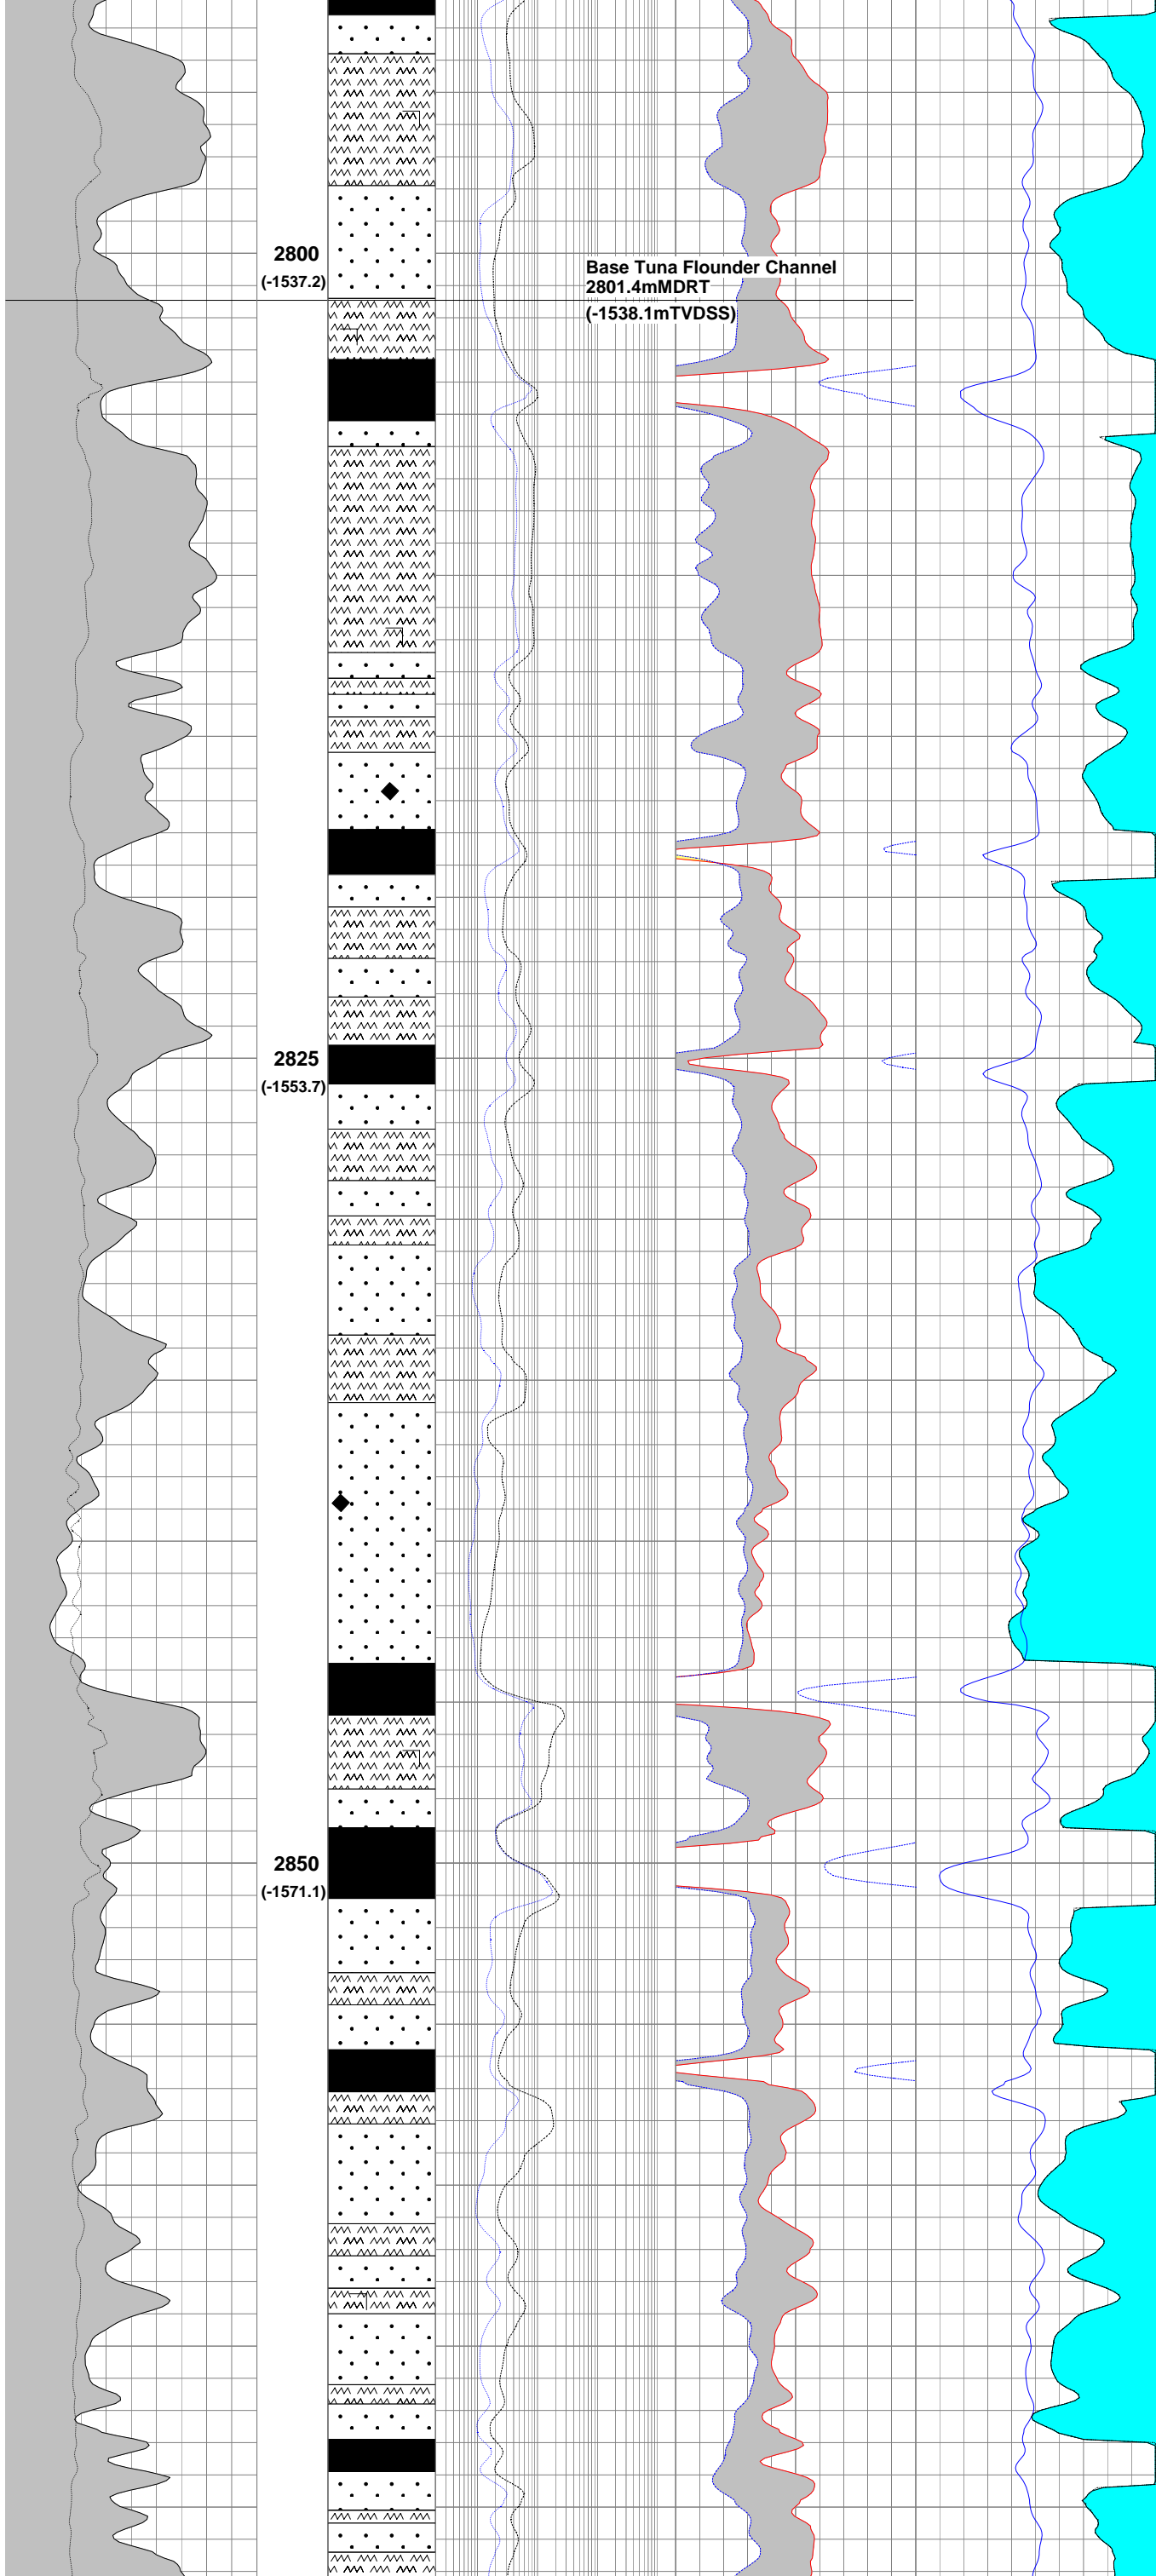 2800
(-1537.2)
Base Tuna Flounder Channel
2801.4mMDRT
(-1538.1mTVDSS)
2825
(-1553.7)
2850
(-1571.1)